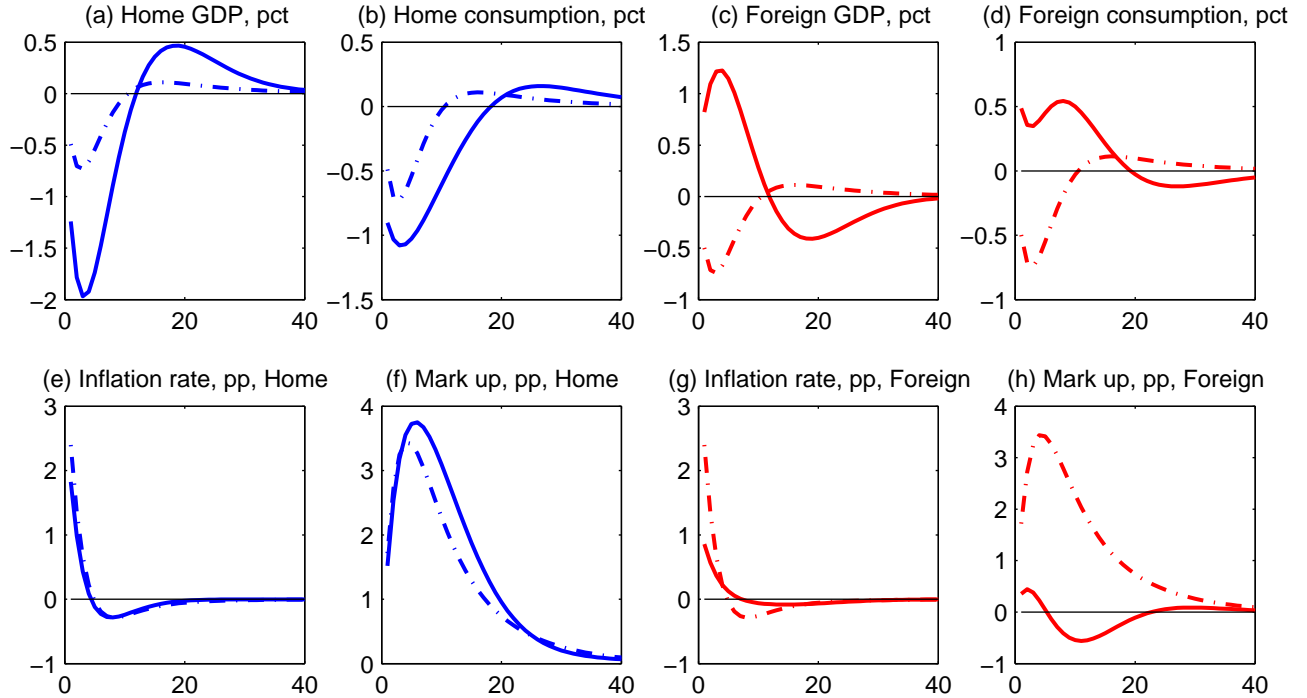 (a) Home GDP, pct
(b) Home consumption, pct
(c) Foreign GDP, pct
(d) Foreign consumption, pct
0.5
0
−0.5
−1
−1.5
−2
0 20 40
0.5
0
−0.5
−1
−1.5
0 20 40
1.5
1
0.5
0
−0.5
−1
0 20 40
1
0.5
0
−0.5
−1
0 20 40
(e) Inflation rate, pp, Home
(f) Mark up, pp, Home
(g) Inflation rate, pp, Foreign
(h) Mark up, pp, Foreign
3
2
1
0
−1
0 20 40
4
3
2
1
0
0 20 40
3
2
1
0
−1
0 20 40
4
3
2
1
0
−1
0 20 40